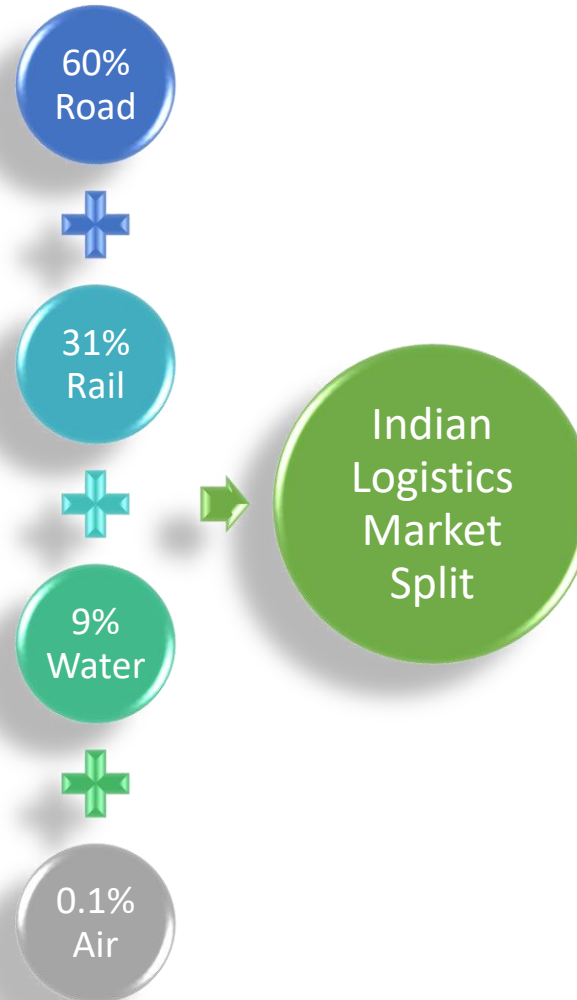 60%
Road
31%
Rail
9%
Water
0.1%
Air
Indian
Logistics
Market
Split